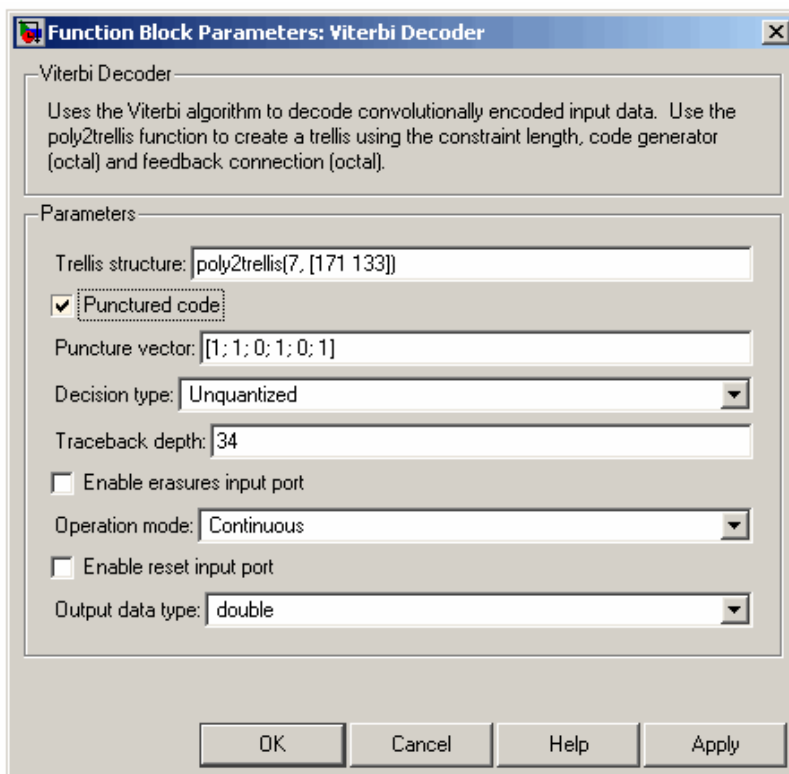 Function Block Parameters: Viterbi Decoder
Viterbi Decoder
Uses the Viterbi algorithm to decode convolutionally encoded input data. Use the
poly2trellis function to create a trellis using the constraint length, code generator
(octal) and feedback connection (octal).
Parameters
Trellis structure: poly2trellis(7, [171 133])
Punctured code
Puncture vector: [1; 1; 0; 1; 0; 1]
Decision type: Unquantized
Traceback depth: 34
Enable erasures input port
Operation mode: Continuous
Enable reset input port
Output data type: double
OK Cancel Help Apply